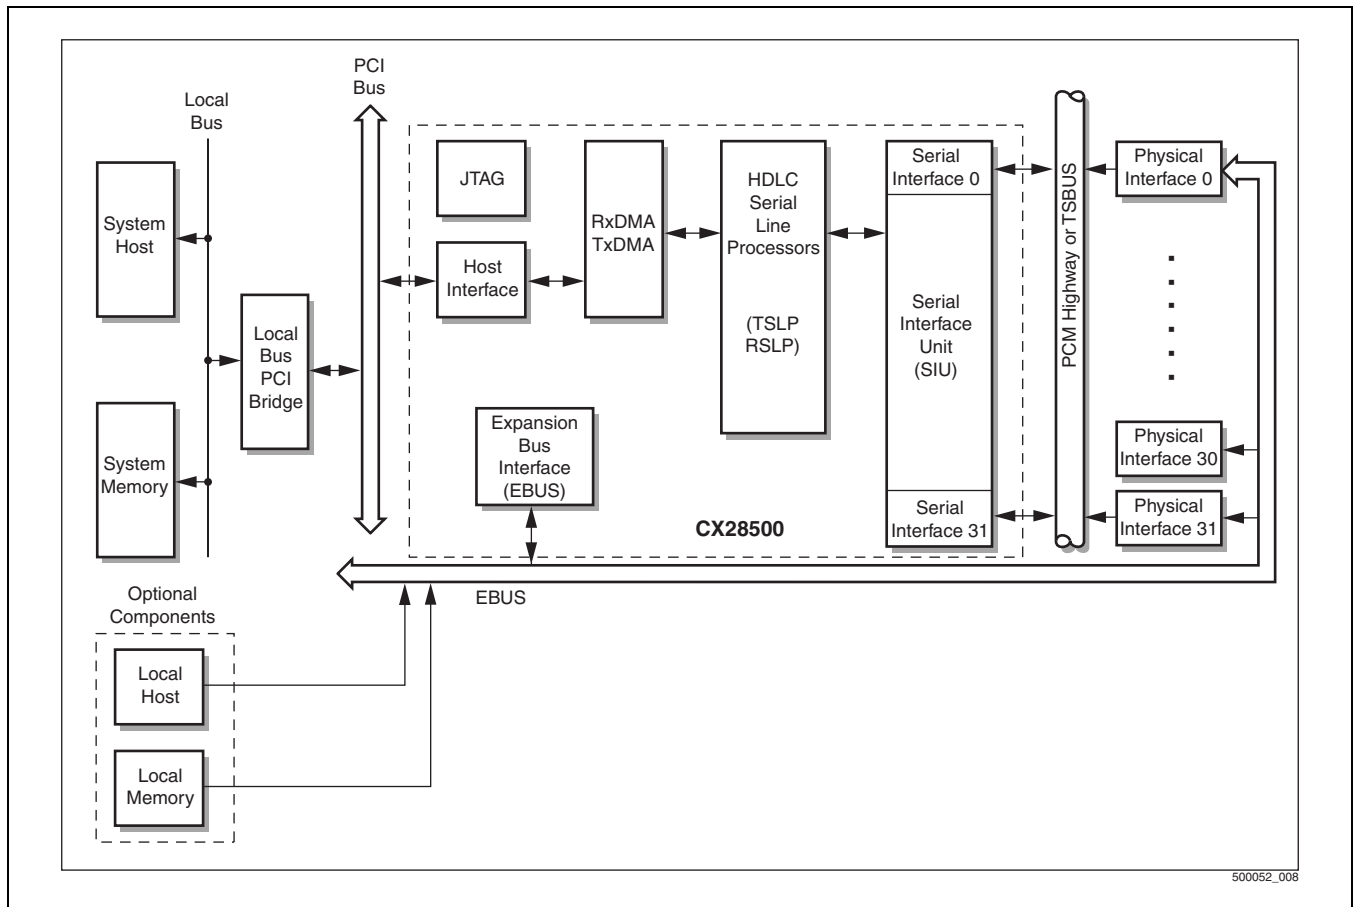 PCI
Bus
Local
Bus
System
Host
System
Memory
Local
Bus
PCI
Bridge
JTAG
Host
Interface
RxDMA
TxDMA
HDLC
Serial
Line
Processors
(TSLP
RSLP)
Serial
Interface 0
Serial
Interface
Unit
(SIU)
Serial
Interface 31
Expansion
Bus
Interface
(EBUS)
CX28500
PCM Highway or TSBUS
Physical
Interface 0
Physical
Interface 30
Physical
Interface 31
EBUS
Optional
Components
Local
Host
Local
Memory
500052_008